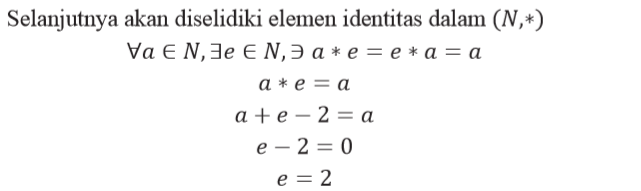 Selanjutnya akan diselidiki elemen identitas dalam (N,∗)
∀a ∈ N, ∃e ∈ N, ∋ a ∗ e = e ∗ a = a
a ∗ e = a
a + e − 2 = a
e − 2 = 0
e = 2